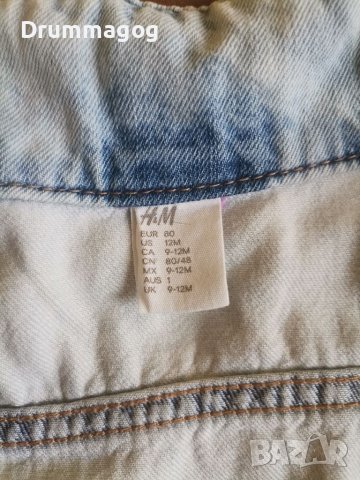 Drummagog
H&M
EUR 80
US 12M
CA 9-12M
CN 80/48
MX 9-12M
AUS 1
UK 9-12M
BAZAR